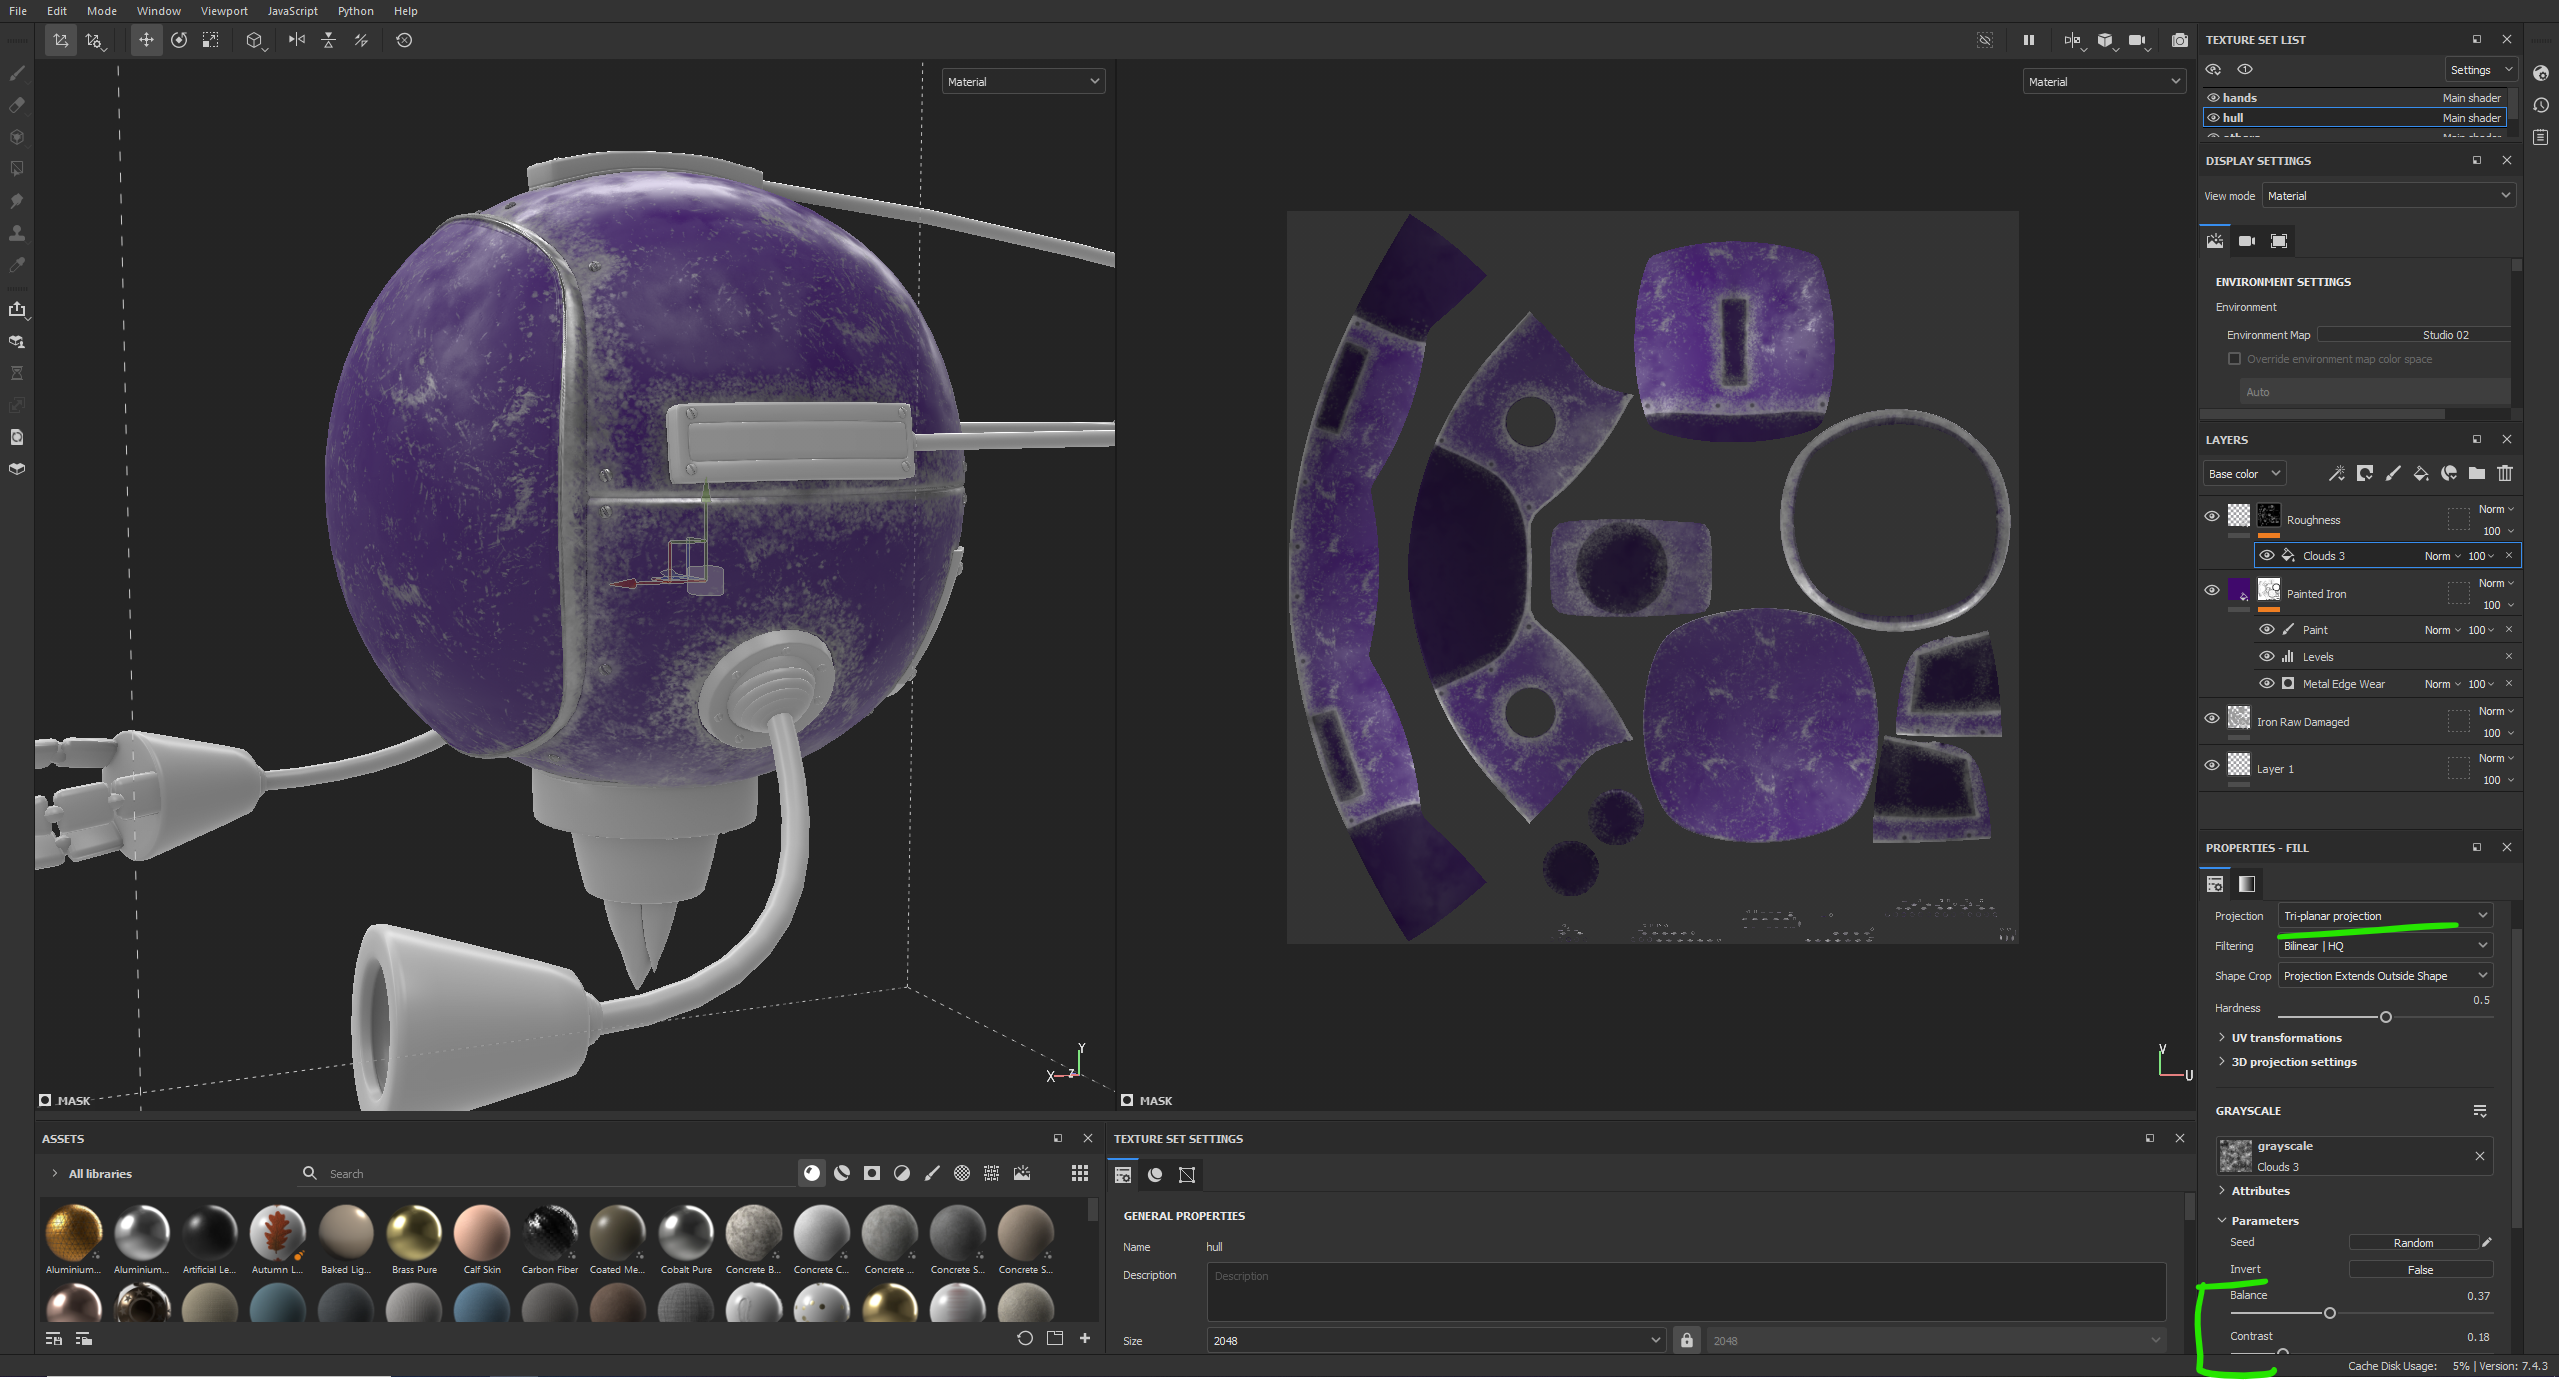 File Edit Mode Window Viewport JavaScript Python Help
Material
Material
MASK
MASK
Y
X
Z
V
U
TEXTURE SET LIST
Settings
hands Main shader
hull Main shader
others Main shader
DISPLAY SETTINGS
View mode Material
ENVIRONMENT SETTINGS
Environment
Environment Map Studio 02
Override environment map color space
Auto
LAYERS
Base color
Roughness Norm 100
Clouds 3 Norm 100
Painted Iron Norm 100
Paint Norm 100
Levels
Metal Edge Wear Norm 100
Iron Raw Damaged Norm 100
Layer 1 Norm 100
PROPERTIES - FILL
Projection Tri-planar projection
Filtering Bilinear | HQ
Shape Crop Projection Extends Outside Shape
Hardness 0.5
UV transformations
3D projection settings
GRAYSCALE
grayscale
Clouds 3
Attributes
Parameters
Seed Random
Invert False
Balance 0.37
Contrast 0.18
ASSETS
All libraries Search
Aluminium... Aluminium... Artificial Le... Autumn L... Baked Lig... Brass Pure Calf Skin Carbon Fiber Coated Me... Cobalt Pure Concrete B... Concrete C... Concrete ... Concrete S... Concrete S...
TEXTURE SET SETTINGS
GENERAL PROPERTIES
Name hull
Description Description
Size 2048 2048
Cache Disk Usage: 5% | Version: 7.4.3